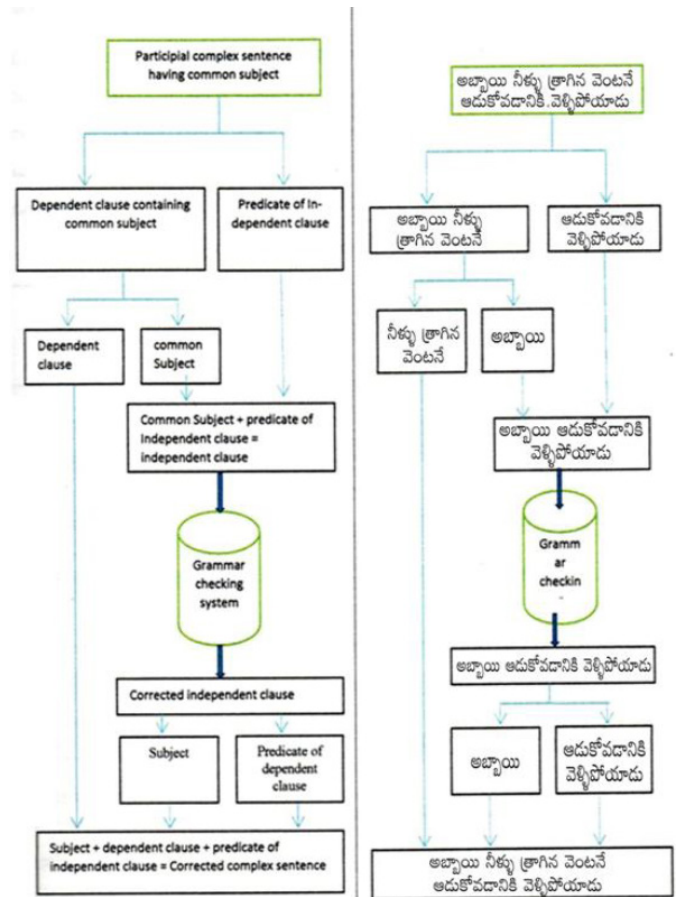 Participial complex sentence
having common subject
Dependent clause containing
common subject
Predicate of In-
dependent clause
Dependent
clause
common
Subject
Common Subject + predicate of
Independent clause =
independent clause
Grammar
checking
system
Corrected independent clause
Subject
Predicate of
dependent
clause
Subject + dependent clause + predicate of
independent clause = Corrected complex sentence
అబ్బాయి నీళ్ళు త్రాగిన వెంటనే
ఆడుకోవడానికి వెళ్ళిపోయాడు
అబ్బాయి నీళ్ళు
త్రాగిన వెంటనే
ఆడుకోవడానికి
వెళ్ళిపోయాడు
నీళ్ళు త్రాగిన
వెంటనే
అబ్బాయి
అబ్బాయి ఆడుకోవడానికి
వెళ్ళిపోయాడు
Gramm
ar
checkin
అబ్బాయి ఆడుకోవడానికి వెళ్ళిపోయాడు
అబ్బాయి
ఆడుకోవడానికి
వెళ్ళిపోయాడు
అబ్బాయి నీళ్ళు త్రాగిన వెంటనే
ఆడుకోవడానికి వెళ్ళిపోయాడు